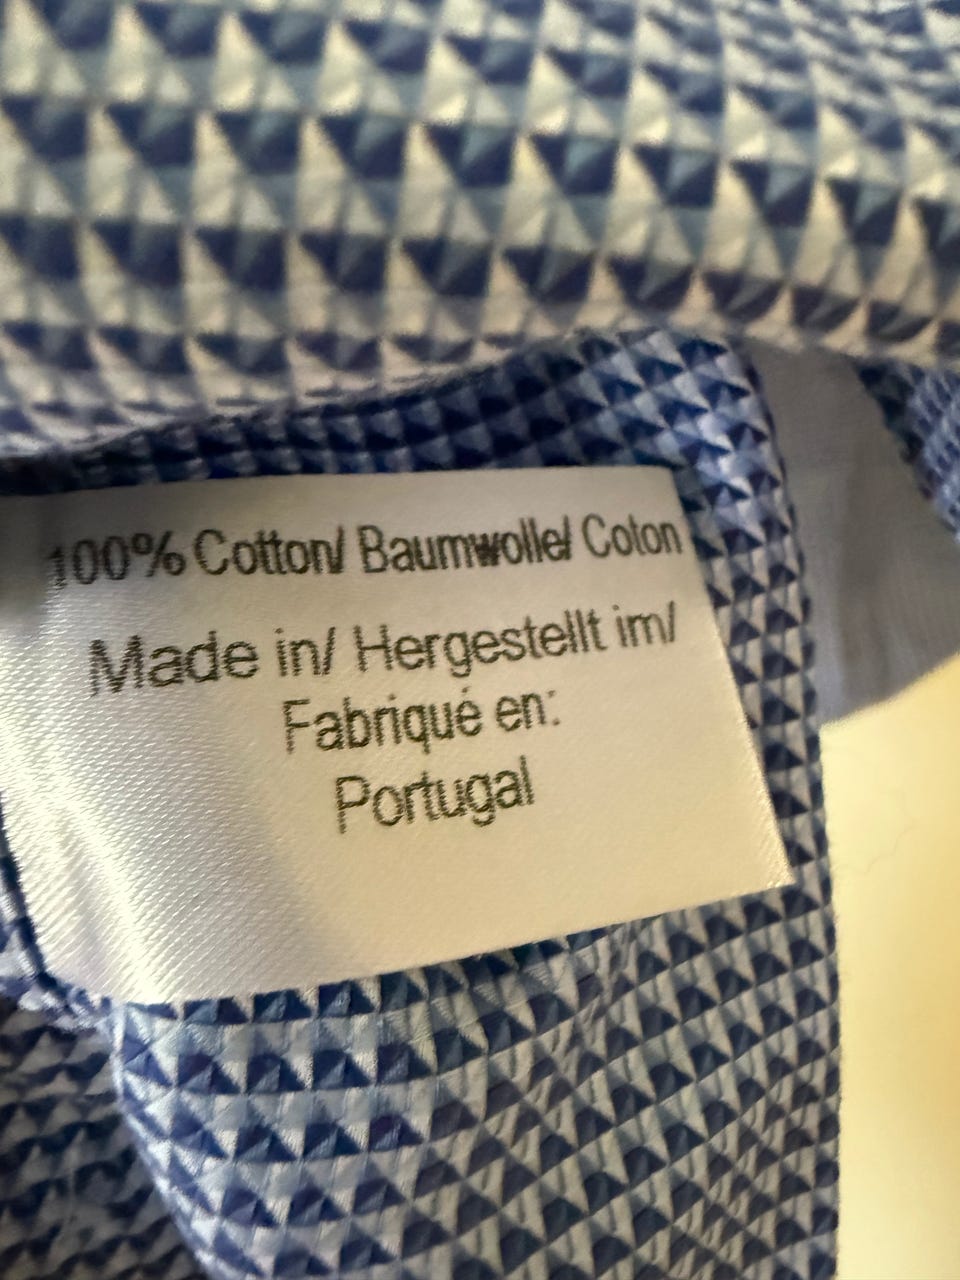 100% Cotton/ Baumwolle/ Coton
Made in/ Hergestellt im/
Fabriqué en:
Portugal